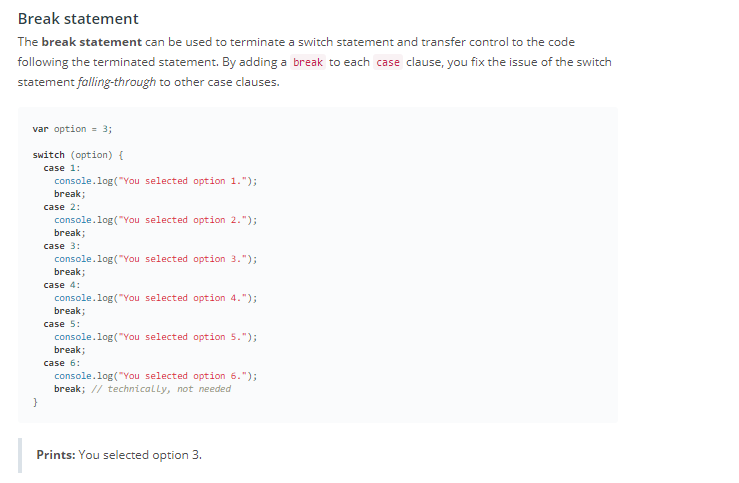 Break statement
The break statement can be used to terminate a switch statement and transfer control to the code
following the terminated statement. By adding a break to each case clause, you fix the issue of the switch
statement falling-through to other case clauses.
var option = 3;
switch (option) {
  case 1:
    console.log("You selected option 1.");
    break;
  case 2:
    console.log("You selected option 2.");
    break;
  case 3:
    console.log("You selected option 3.");
    break;
  case 4:
    console.log("You selected option 4.");
    break;
  case 5:
    console.log("You selected option 5.");
    break;
  case 6:
    console.log("You selected option 6.");
    break; // technically, not needed
}
Prints: You selected option 3.